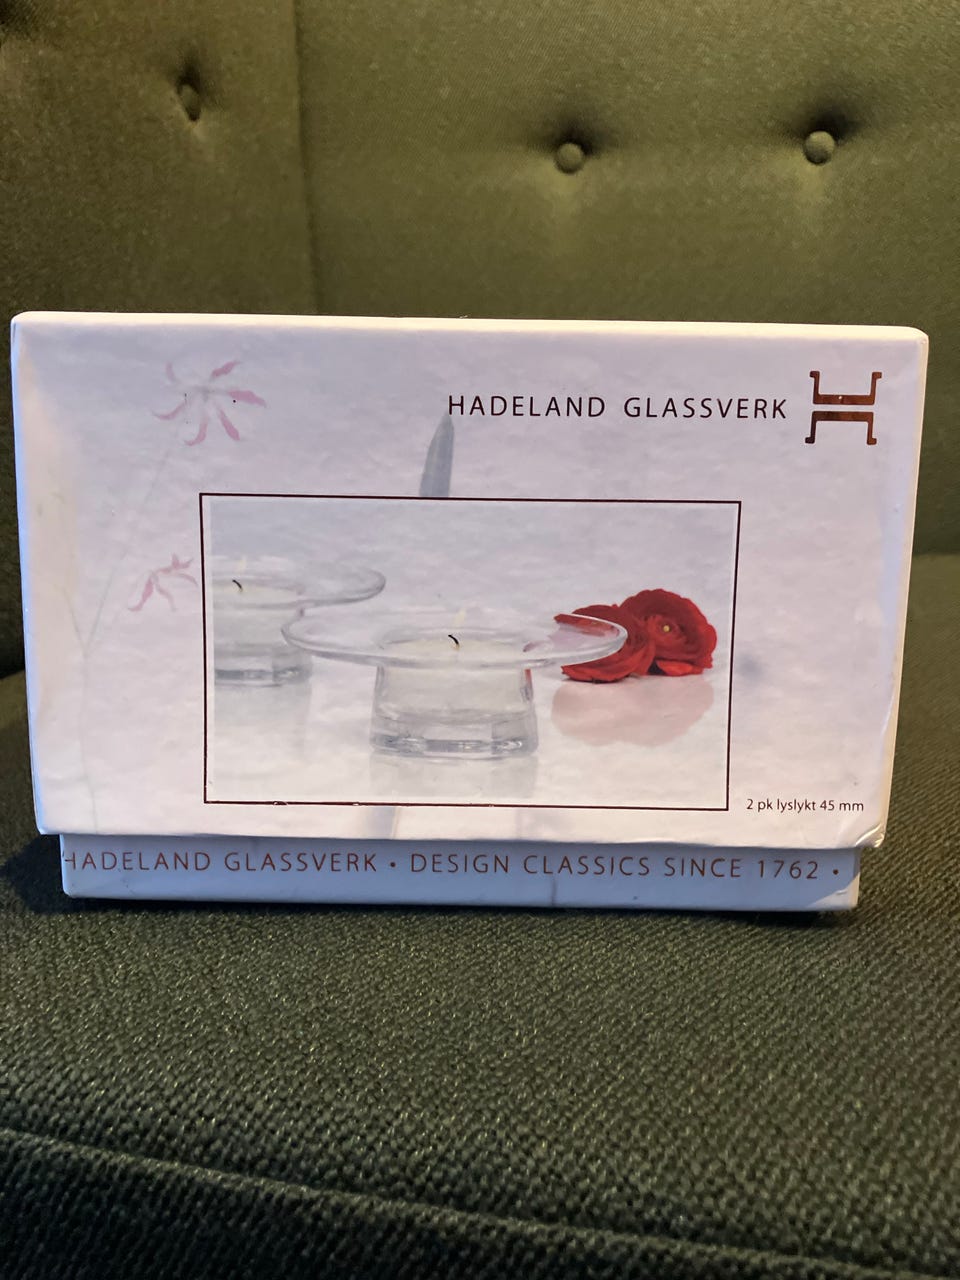 HADELAND GLASSVERK
2 pk lyslykt 45 mm
HADELAND GLASSVERK • DESIGN CLASSICS SINCE 1762 •